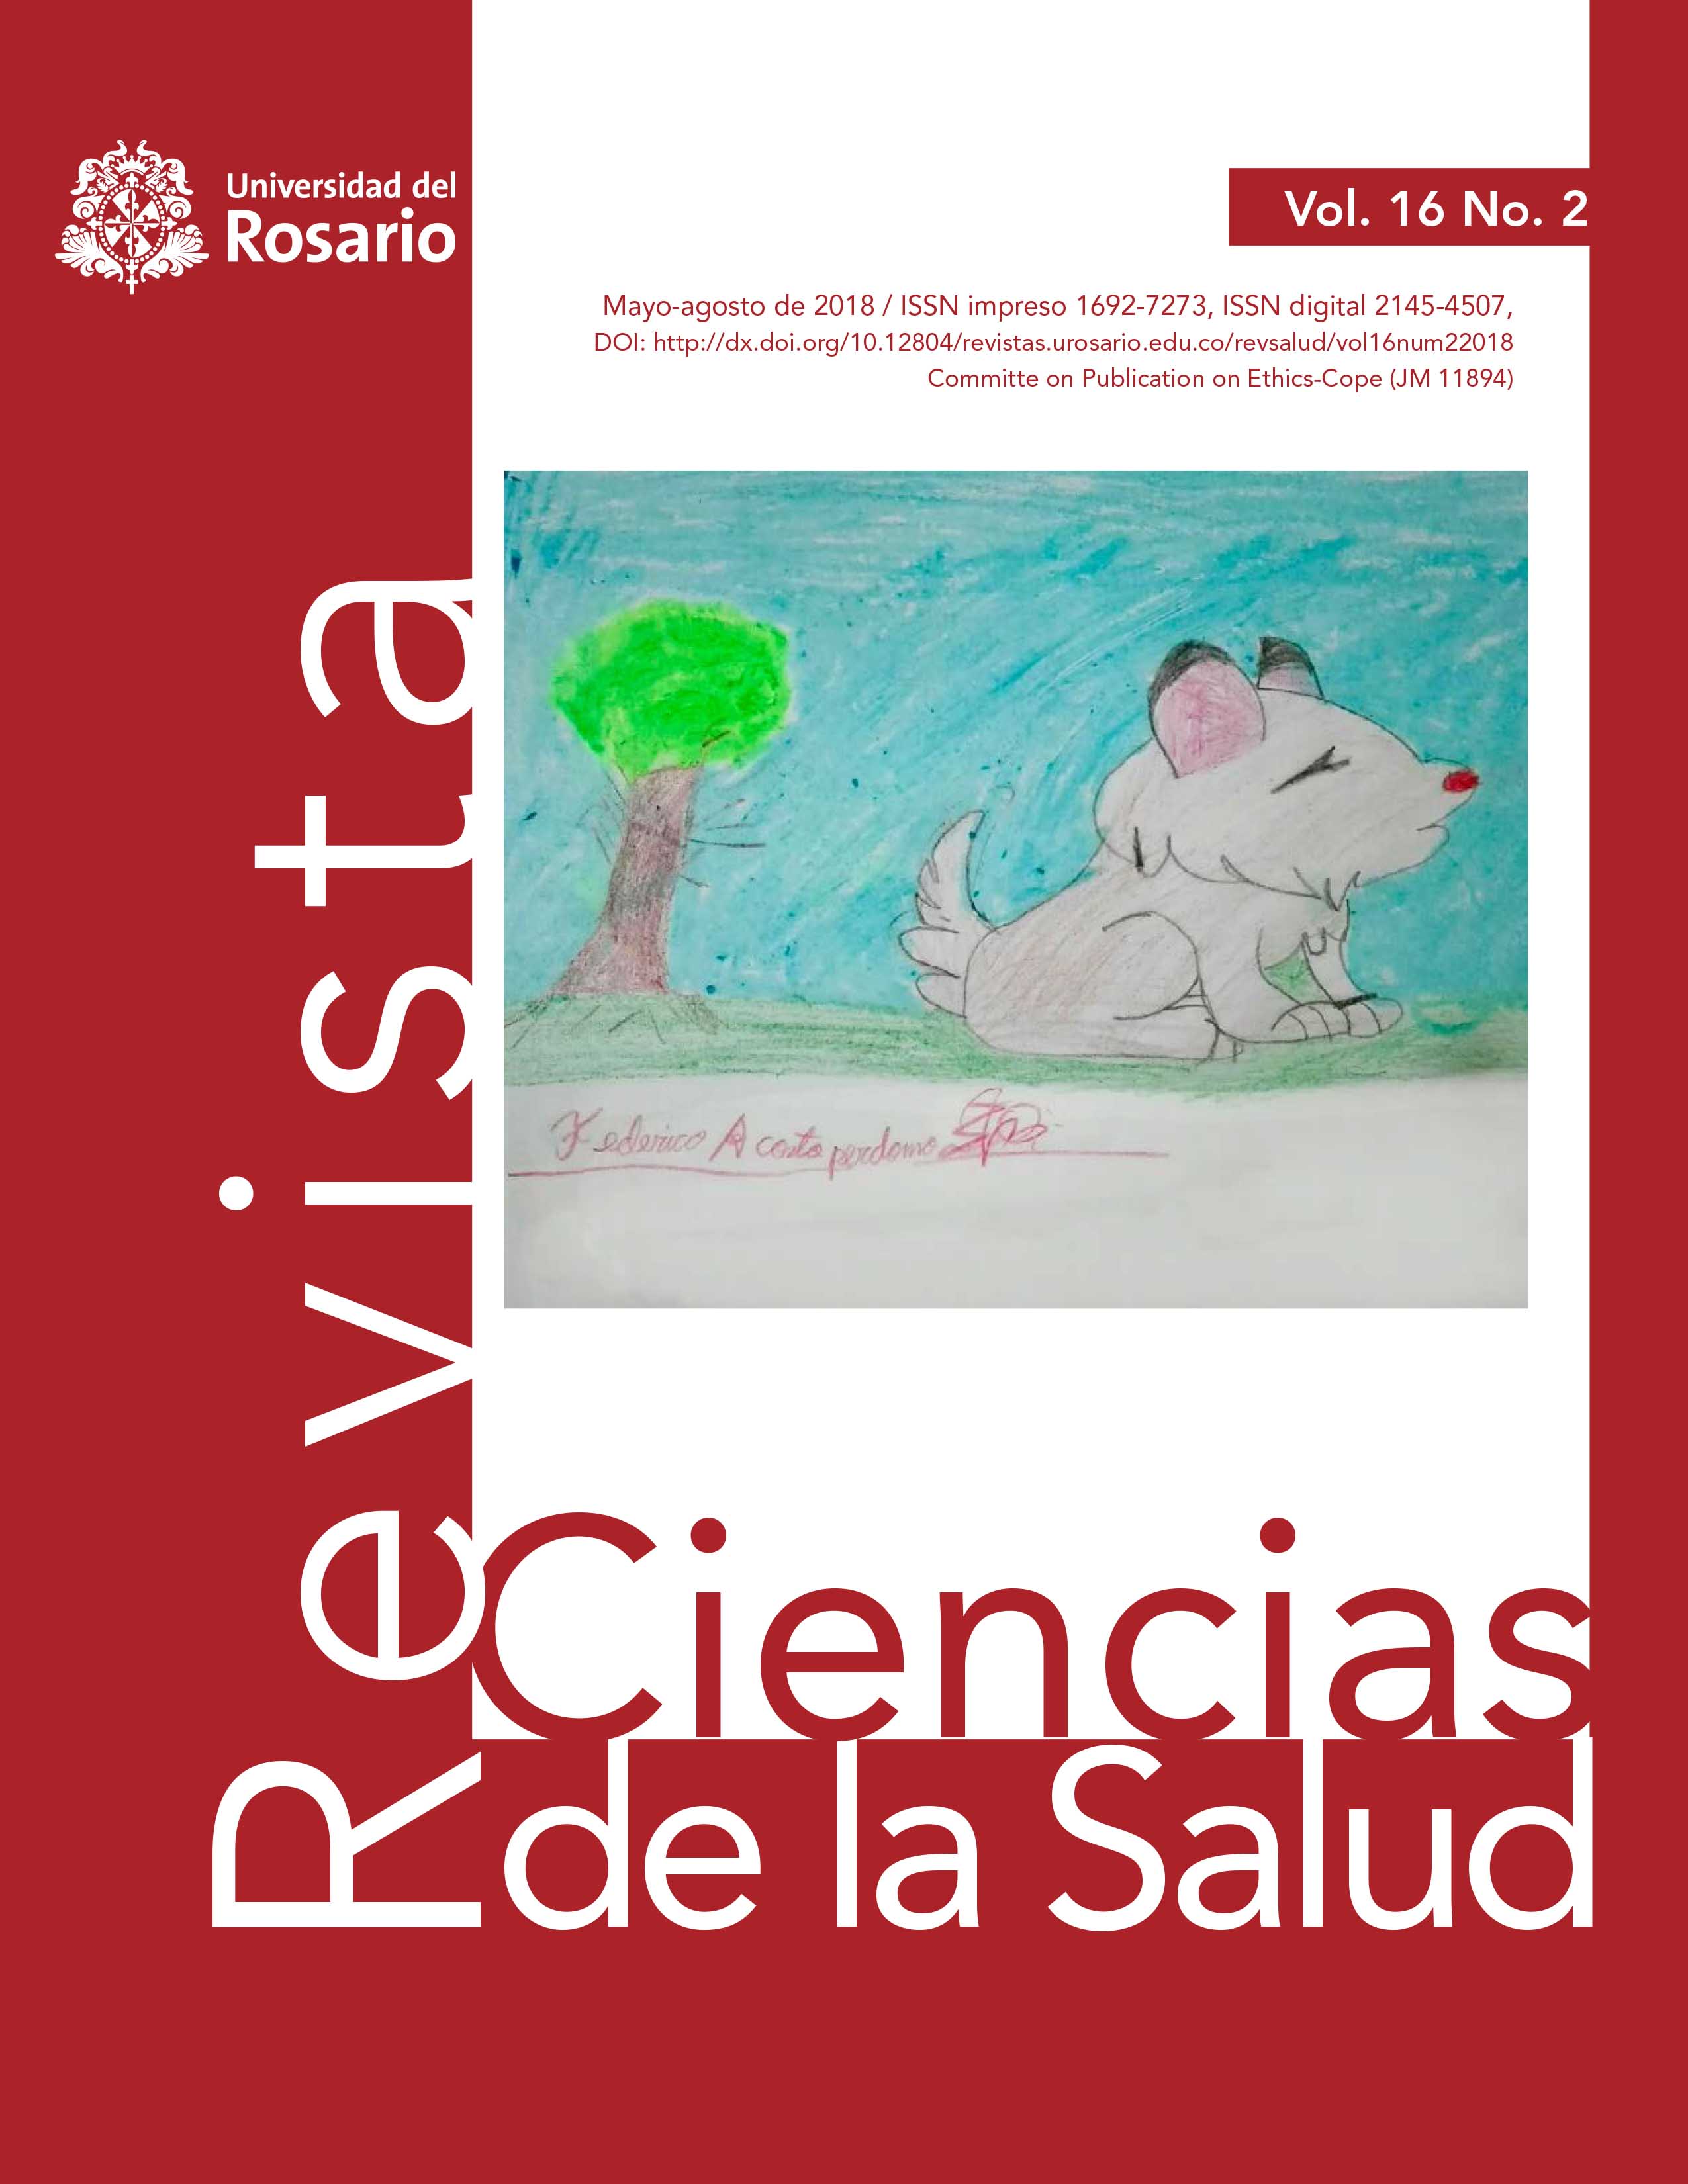 Universidad del
Rosario
Vol. 16 No. 2
Mayo-agosto de 2018 / ISSN impreso 1692-7273, ISSN digital 2145-4507,
DOI: http://dx.doi.org/10.12804/revistas.urosario.edu.co/revsalud/vol16num22018
Committe on Publication on Ethics-Cope (JM 11894)
Federico Acosta perdomo
Revista
Ciencias
de la Salud